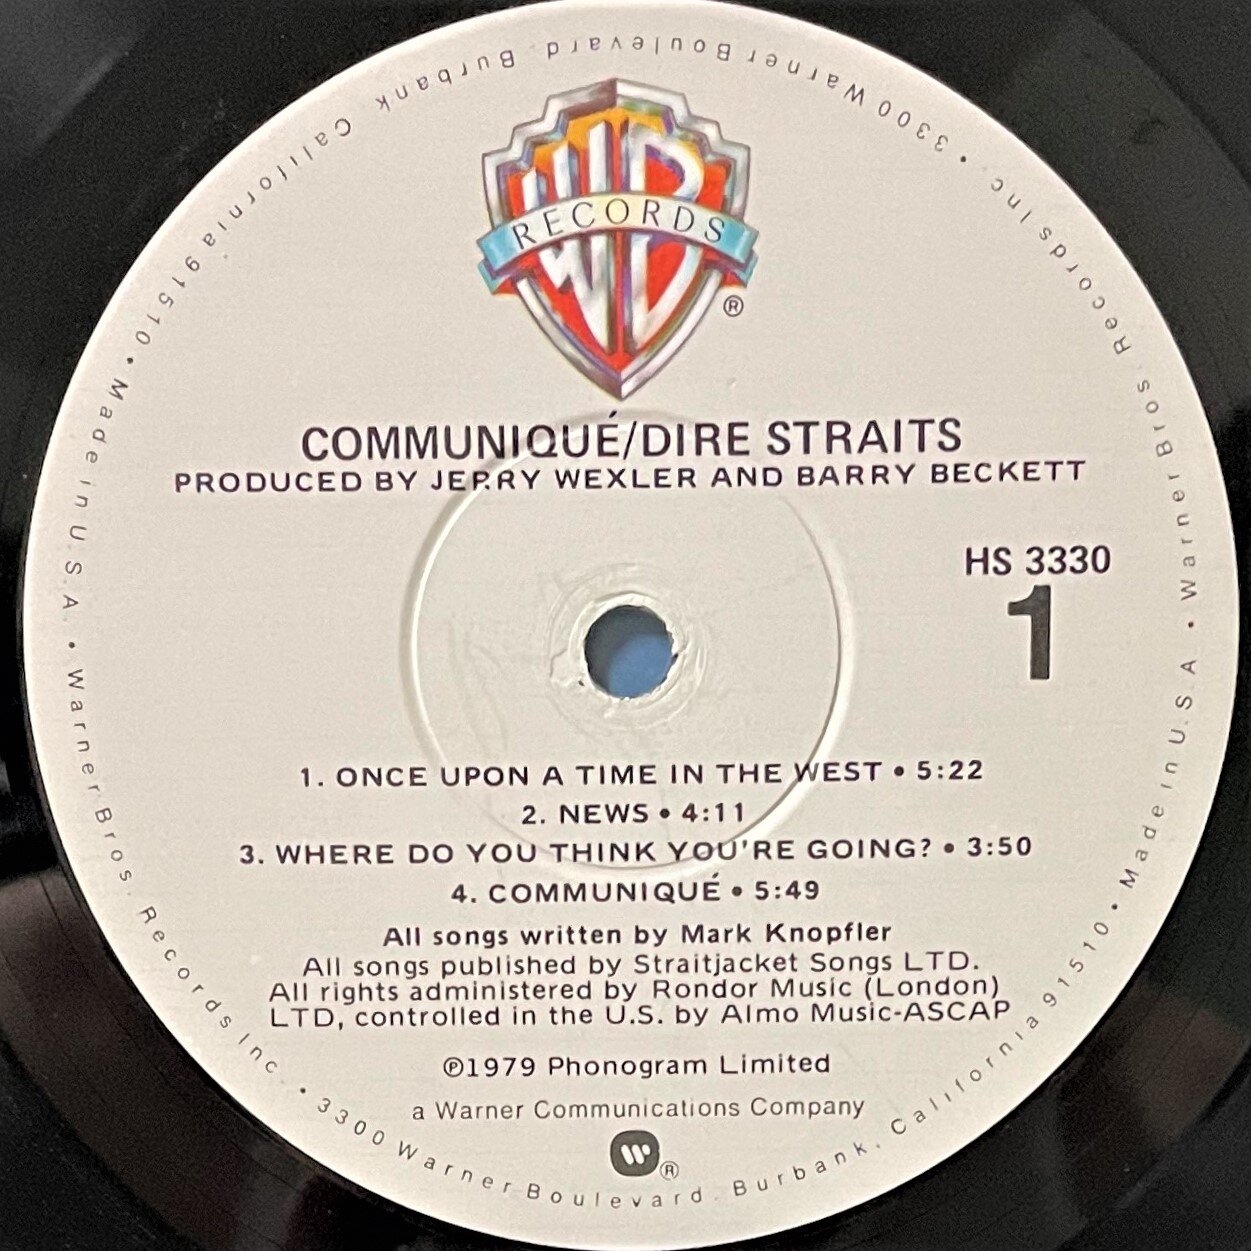 WB
RECORDS
®
COMMUNIQUÉ/DIRE STRAITS
PRODUCED BY JERRY WEXLER AND BARRY BECKETT
HS 3330
1
1. ONCE UPON A TIME IN THE WEST • 5:22
2. NEWS • 4:11
3. WHERE DO YOU THINK YOU'RE GOING? • 3:50
4. COMMUNIQUÉ • 5:49
All songs written by Mark Knopfler
All songs published by Straitjacket Songs LTD.
All rights administered by Rondor Music (London)
LTD, controlled in the U.S. by Almo Music-ASCAP
℗1979 Phonogram Limited
a Warner Communications Company
®
Made in U.S.A. • Warner Bros. Records Inc. • 3300 Warner Boulevard. Burbank. California 91510 • Made in U.S.A. • Warner Bros. Records Inc. • 3300 Warner Boulevard. Burbank California 91510 •